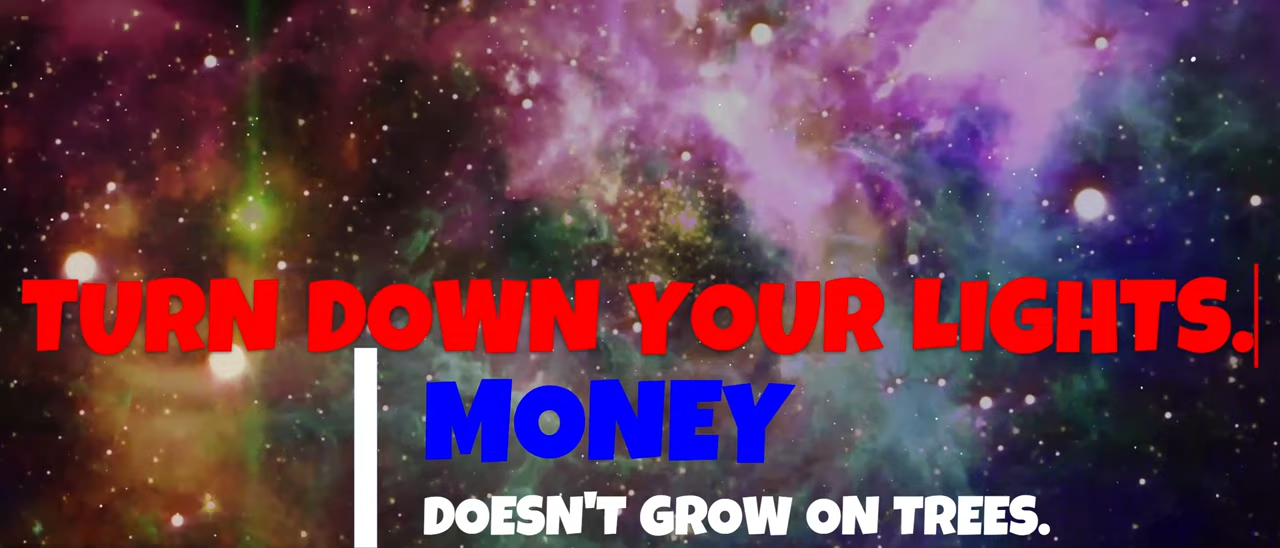 TURN DOWN YOUR LIGHTS.
MONEY
DOESN'T GROW ON TREES.